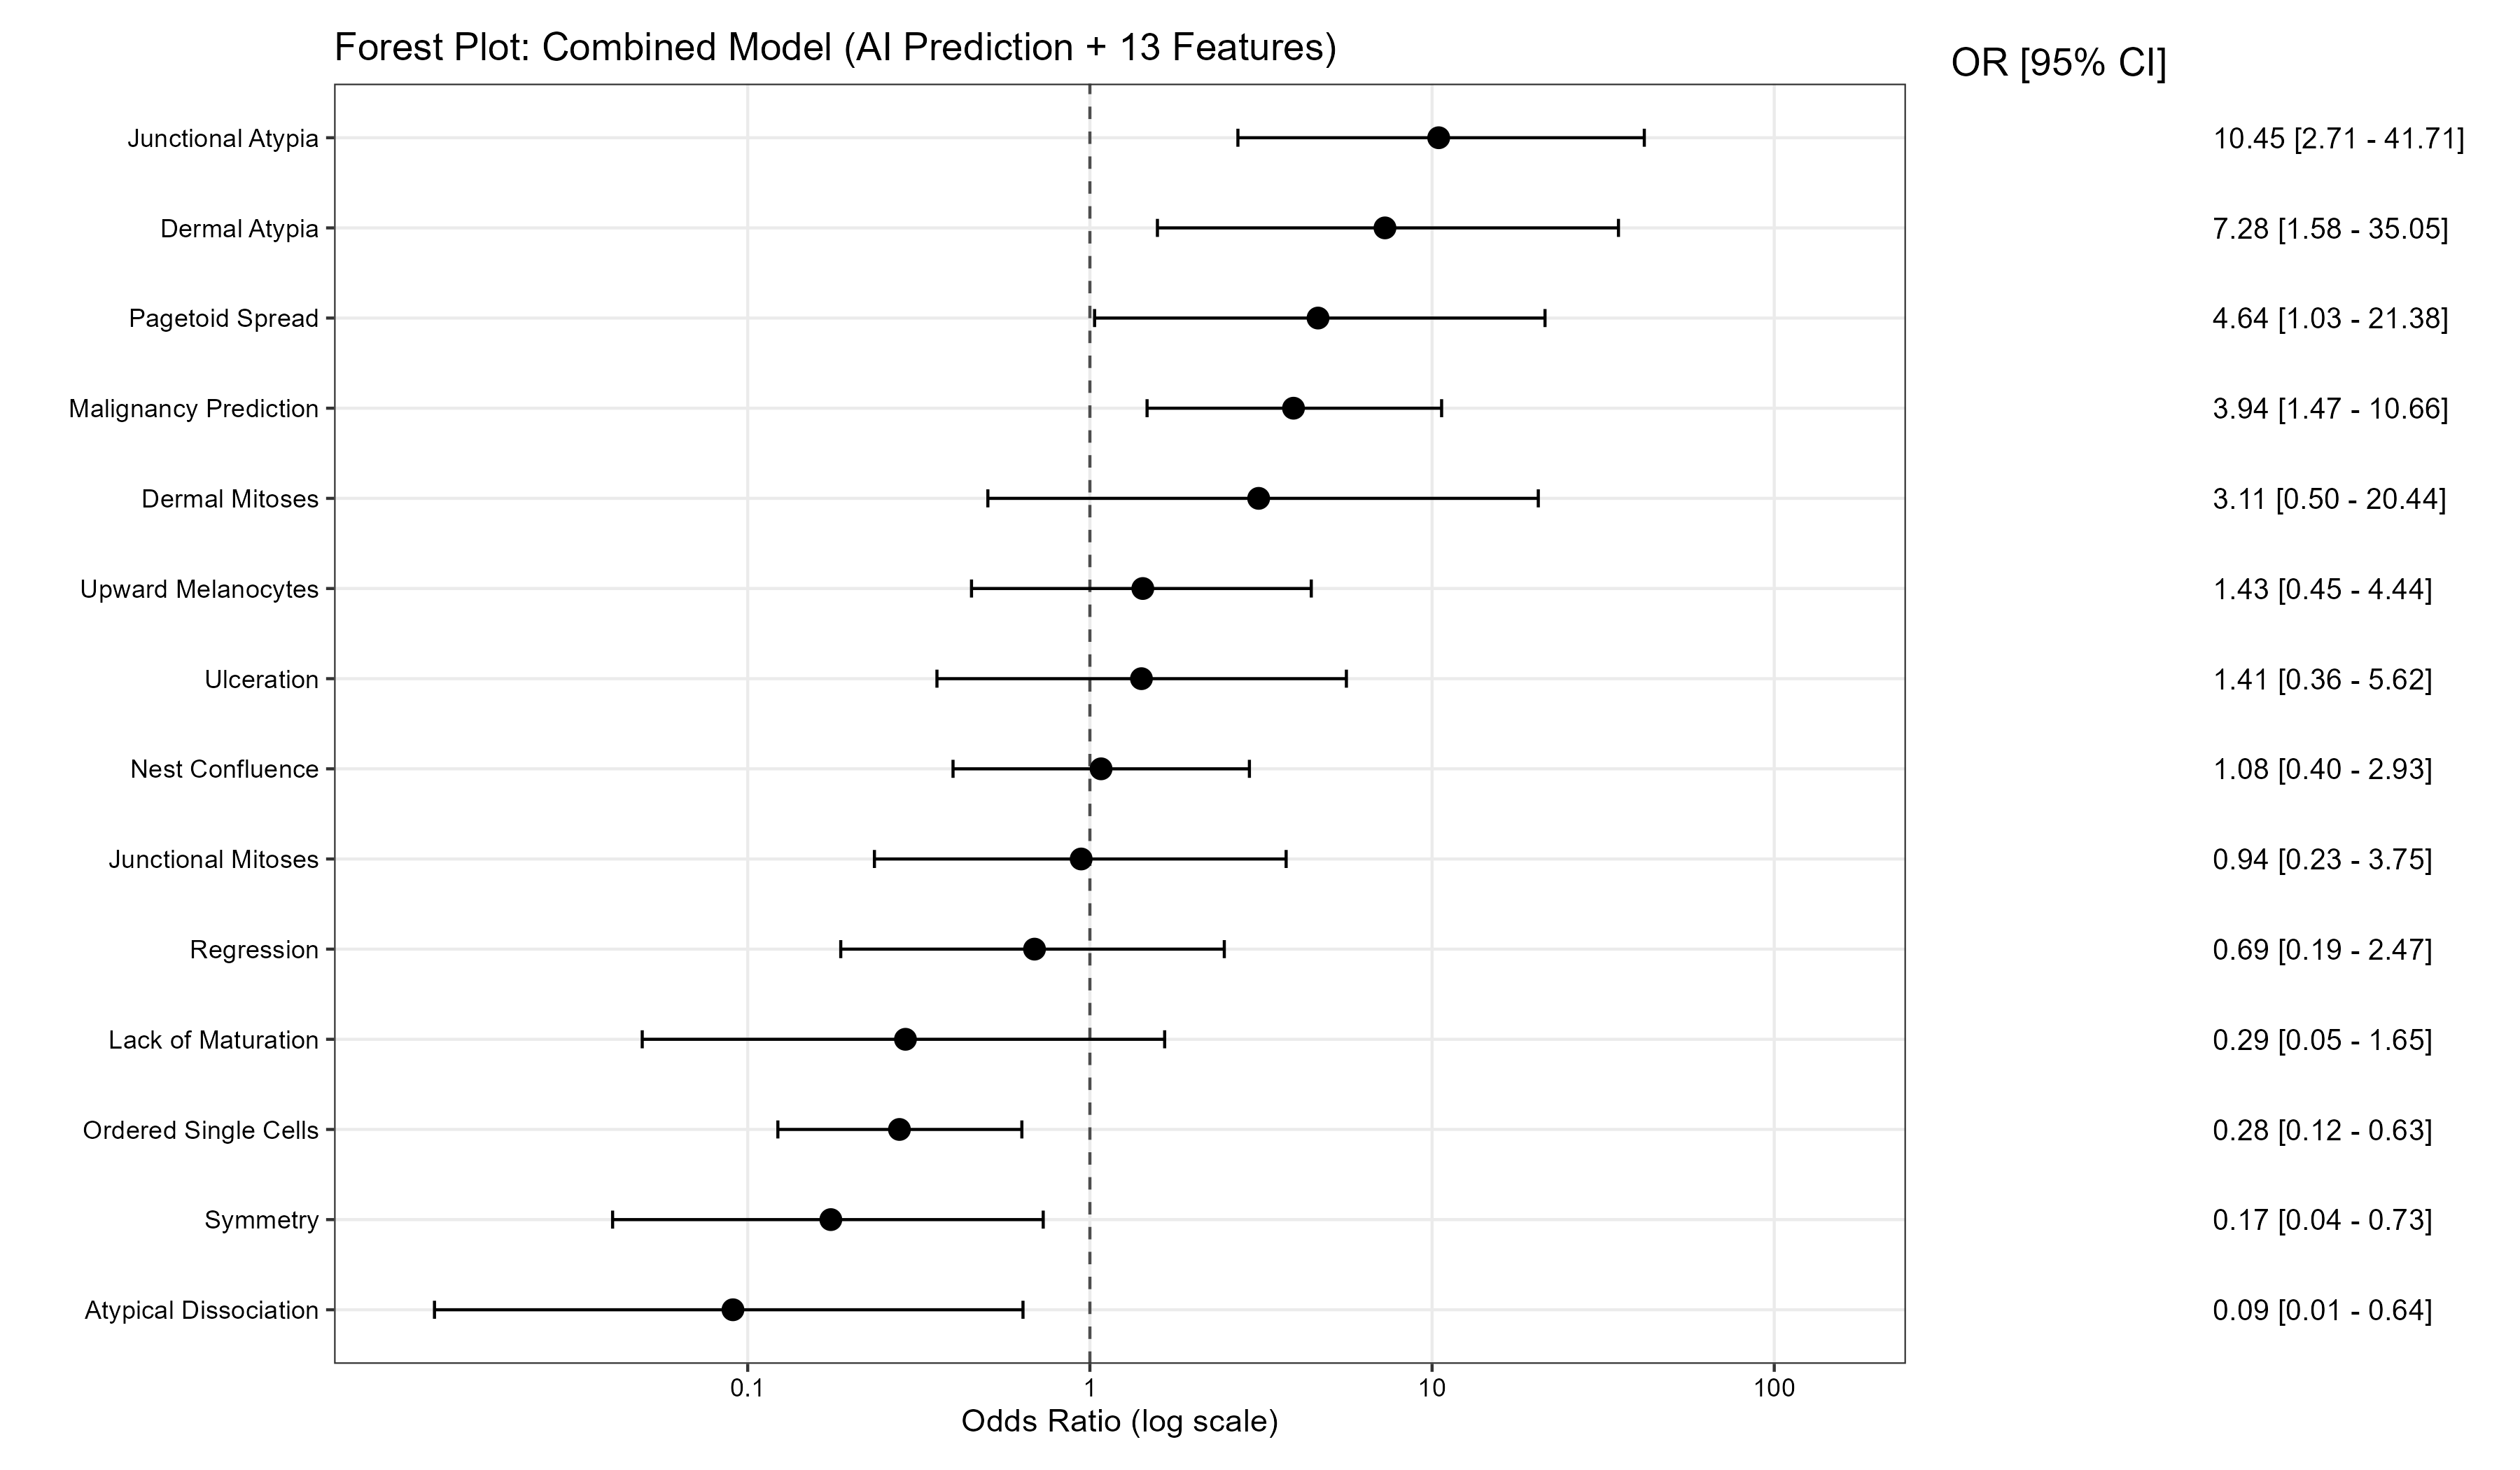 Forest Plot: Combined Model (AI Prediction + 13 Features)
OR [95% CI]
Junctional Atypia 10.45 [2.71 - 41.71]
Dermal Atypia 7.28 [1.58 - 35.05]
Pagetoid Spread 4.64 [1.03 - 21.38]
Malignancy Prediction 3.94 [1.47 - 10.66]
Dermal Mitoses 3.11 [0.50 - 20.44]
Upward Melanocytes 1.43 [0.45 - 4.44]
Ulceration 1.41 [0.36 - 5.62]
Nest Confluence 1.08 [0.40 - 2.93]
Junctional Mitoses 0.94 [0.23 - 3.75]
Regression 0.69 [0.19 - 2.47]
Lack of Maturation 0.29 [0.05 - 1.65]
Ordered Single Cells 0.28 [0.12 - 0.63]
Symmetry 0.17 [0.04 - 0.73]
Atypical Dissociation 0.09 [0.01 - 0.64]
0.1 1 10 100
Odds Ratio (log scale)